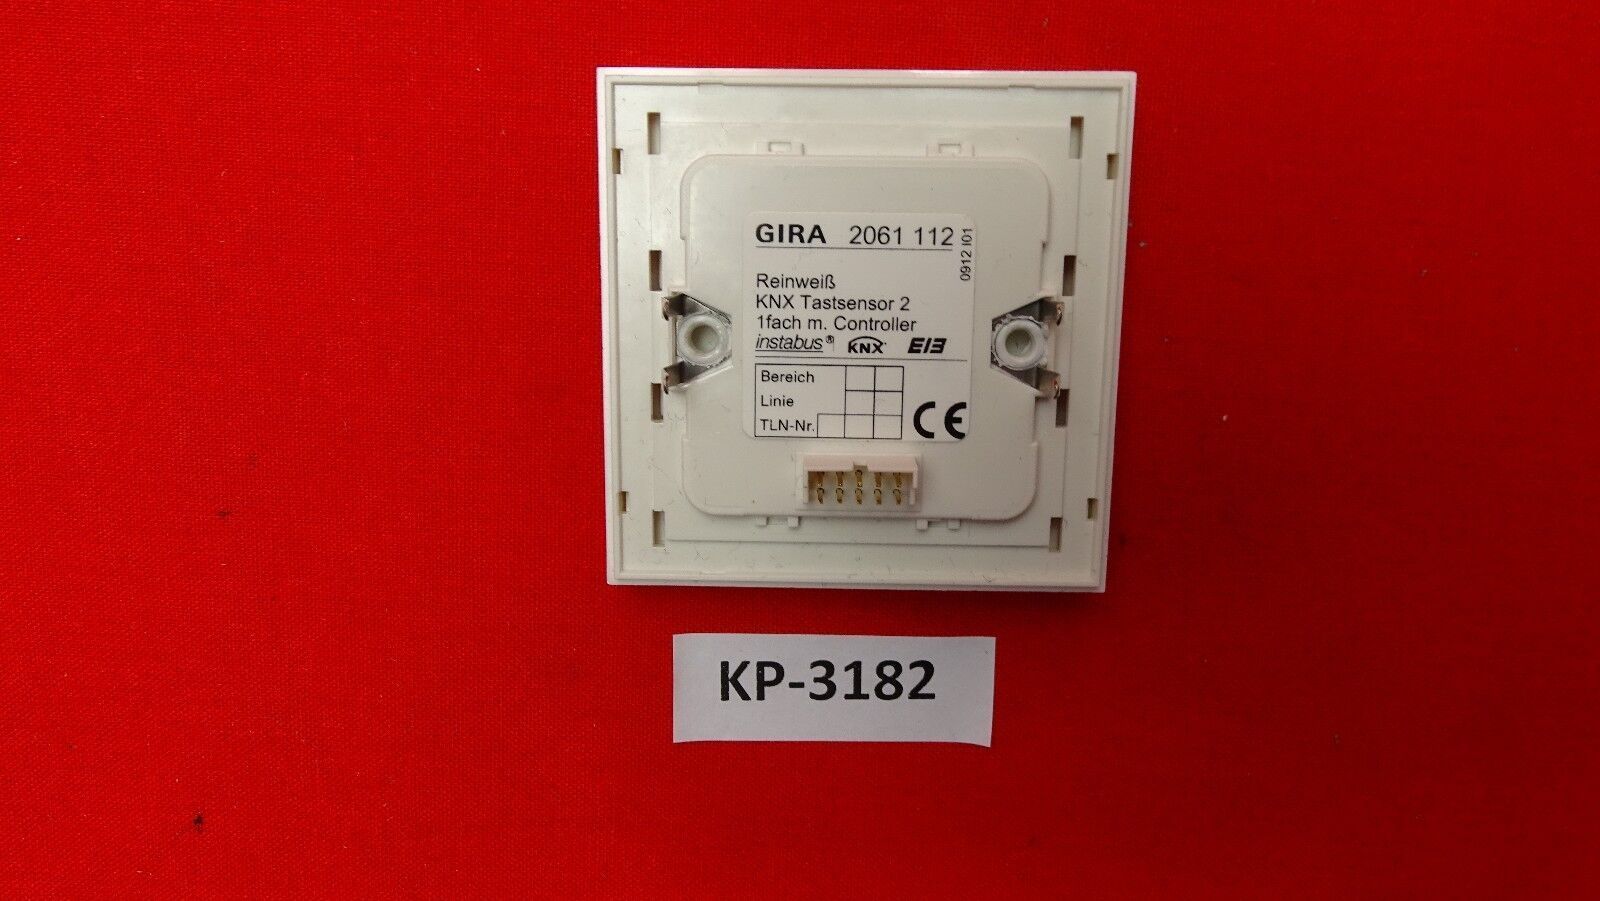 GIRA 2061 112
0912 I01
Reinweiß
KNX Tastsensor 2
1fach m. Controller
instabus® KNX® EIB
Bereich
Linie
TLN-Nr.
CE
KP-3182